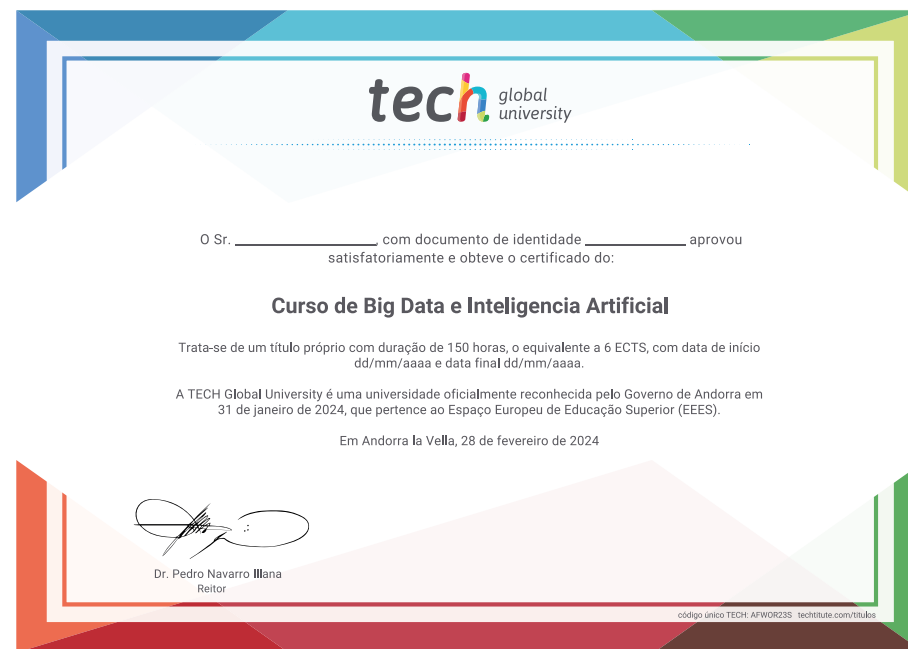 tech global university
O Sr. ________________, com documento de identidade ____________ aprovou
satisfatoriamente e obteve o certificado do:
Curso de Big Data e Inteligencia Artificial
Trata-se de um título próprio com duração de 150 horas, o equivalente a 6 ECTS, com data de início
dd/mm/aaaa e data final dd/mm/aaaa.
A TECH Global University é uma universidade oficialmente reconhecida pelo Governo de Andorra em
31 de janeiro de 2024, que pertence ao Espaço Europeu de Educação Superior (EEES).
Em Andorra la Vella, 28 de fevereiro de 2024
Dr. Pedro Navarro Illana
Reitor
código único TECH: AFWOR23S techtitute.com/titulos